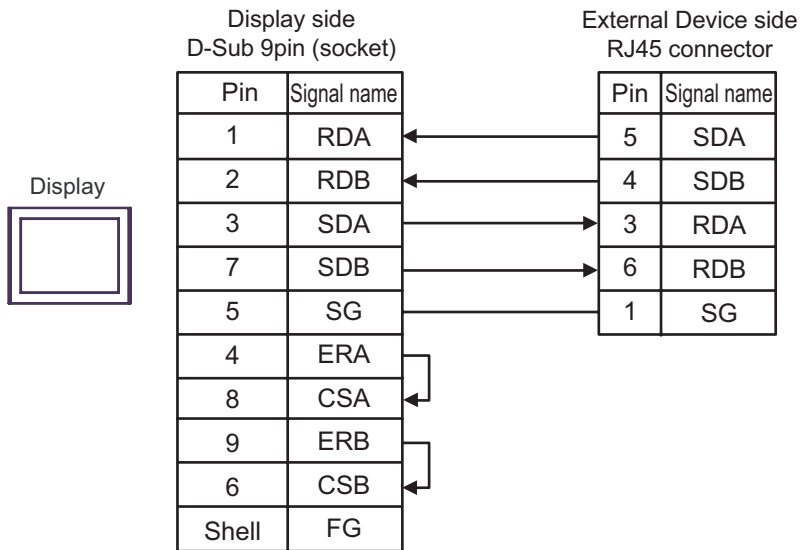 Display side
D-Sub 9pin (socket)
External Device side
RJ45 connector
Pin Signal name Pin Signal name
1 RDA 5 SDA
2 RDB 4 SDB
Display
3 SDA 3 RDA
7 SDB 6 RDB
5 SG 1 SG
4 ERA
8 CSA
9 ERB
6 CSB
Shell FG